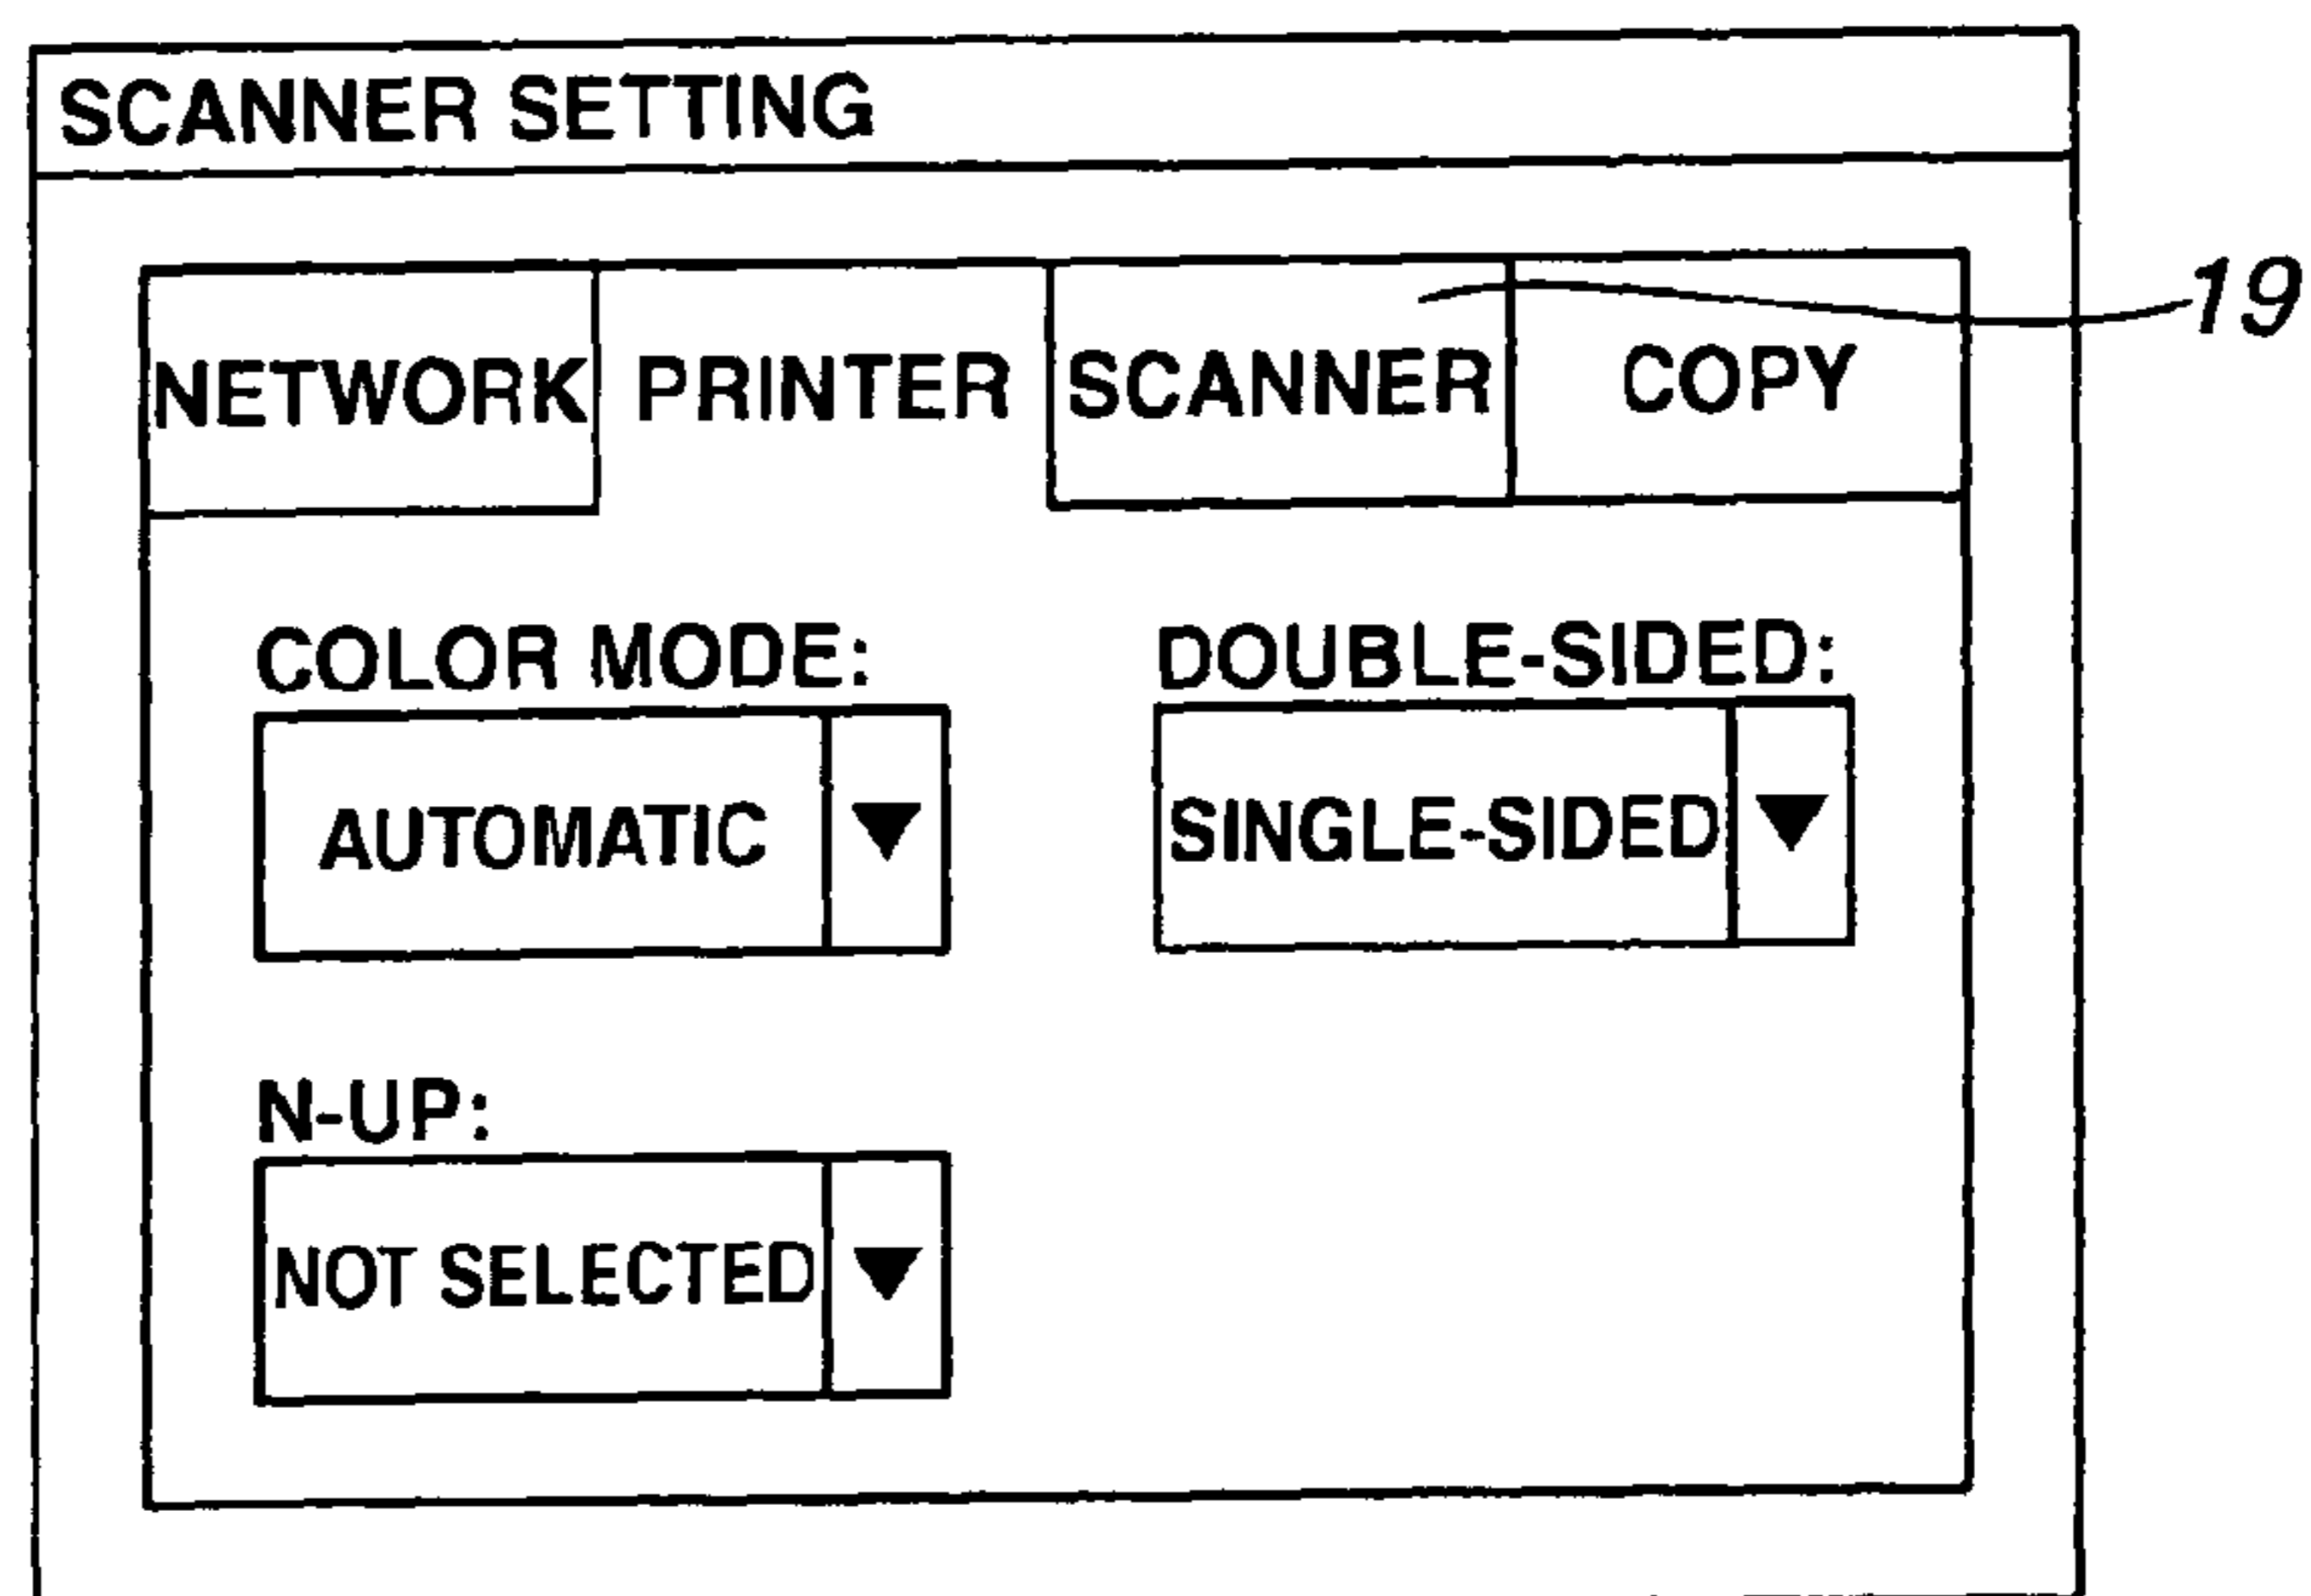 SCANNER SETTING
NETWORK PRINTER SCANNER COPY 19
COLOR MODE: DOUBLE-SIDED:
AUTOMATIC SINGLE-SIDED
N-UP:
NOT SELECTED